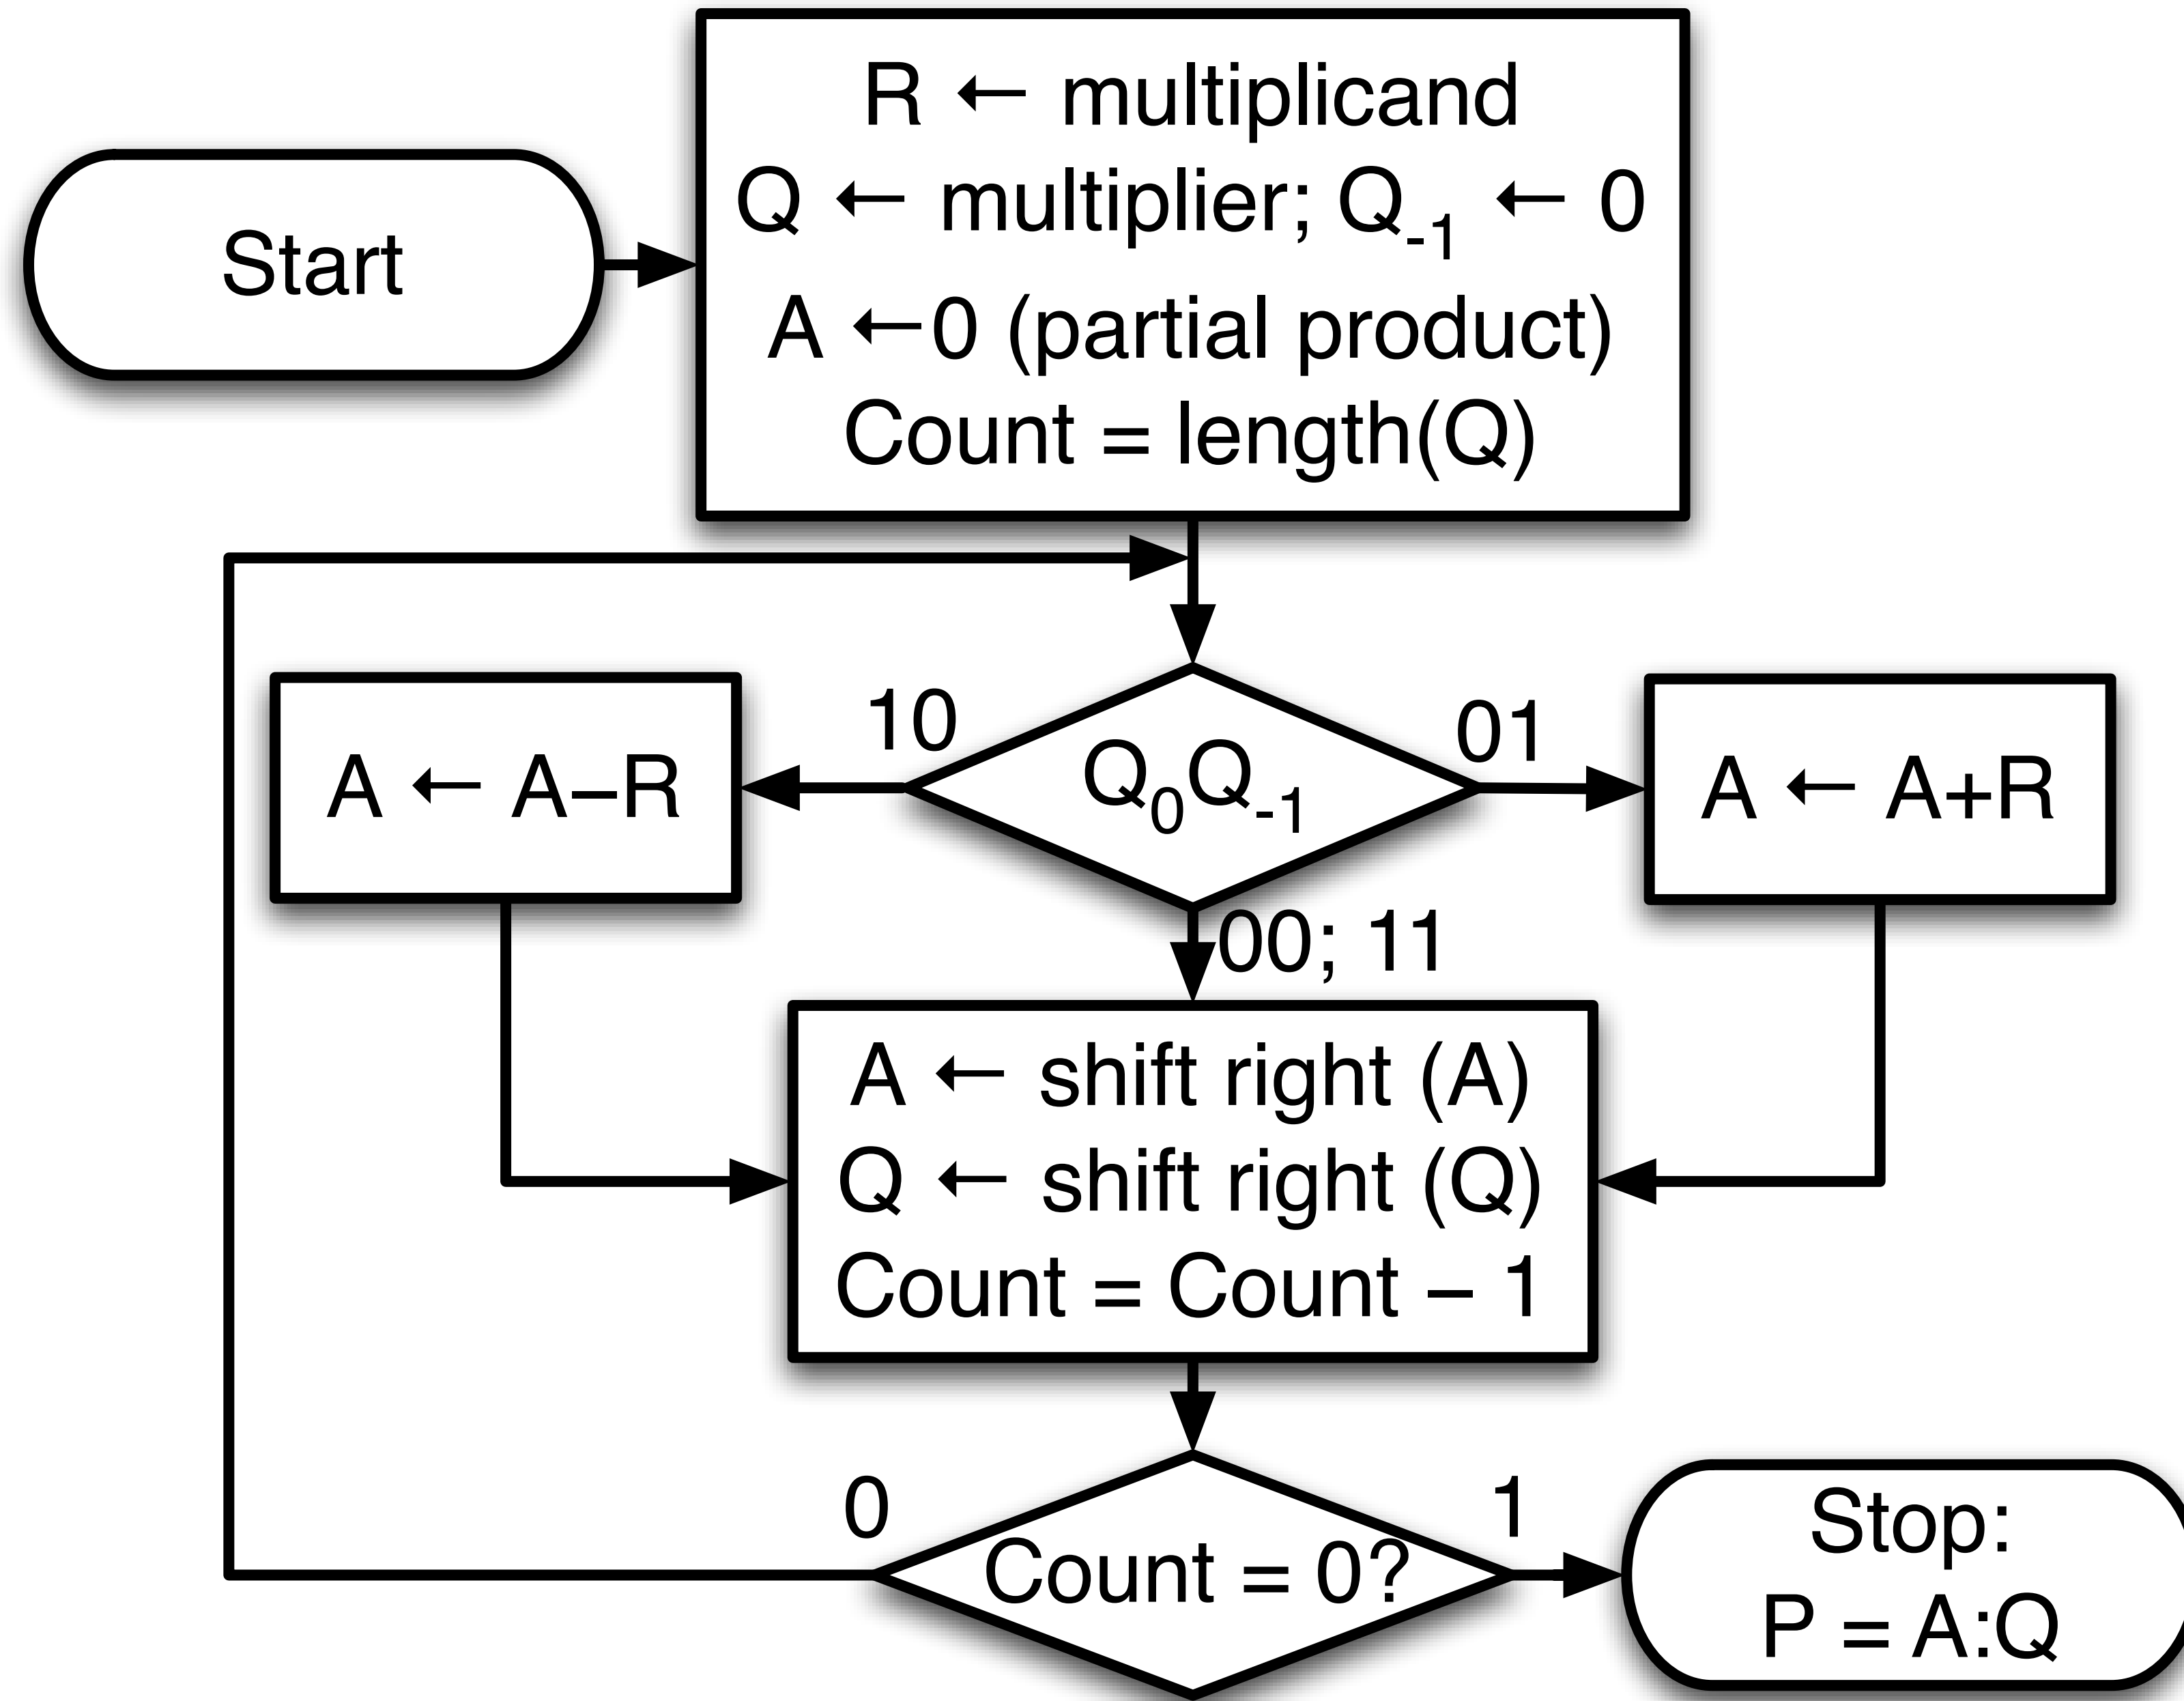 Start
R ← multiplicand
Q ← multiplier; Q-1 ← 0
A ←0 (partial product)
Count = length(Q)
10
Q0Q-1
01
A ← A−R
A ← A+R
00; 11
A ← shift right (A)
Q ← shift right (Q)
Count = Count − 1
0
Count = 0?
1
Stop:
P = A:Q